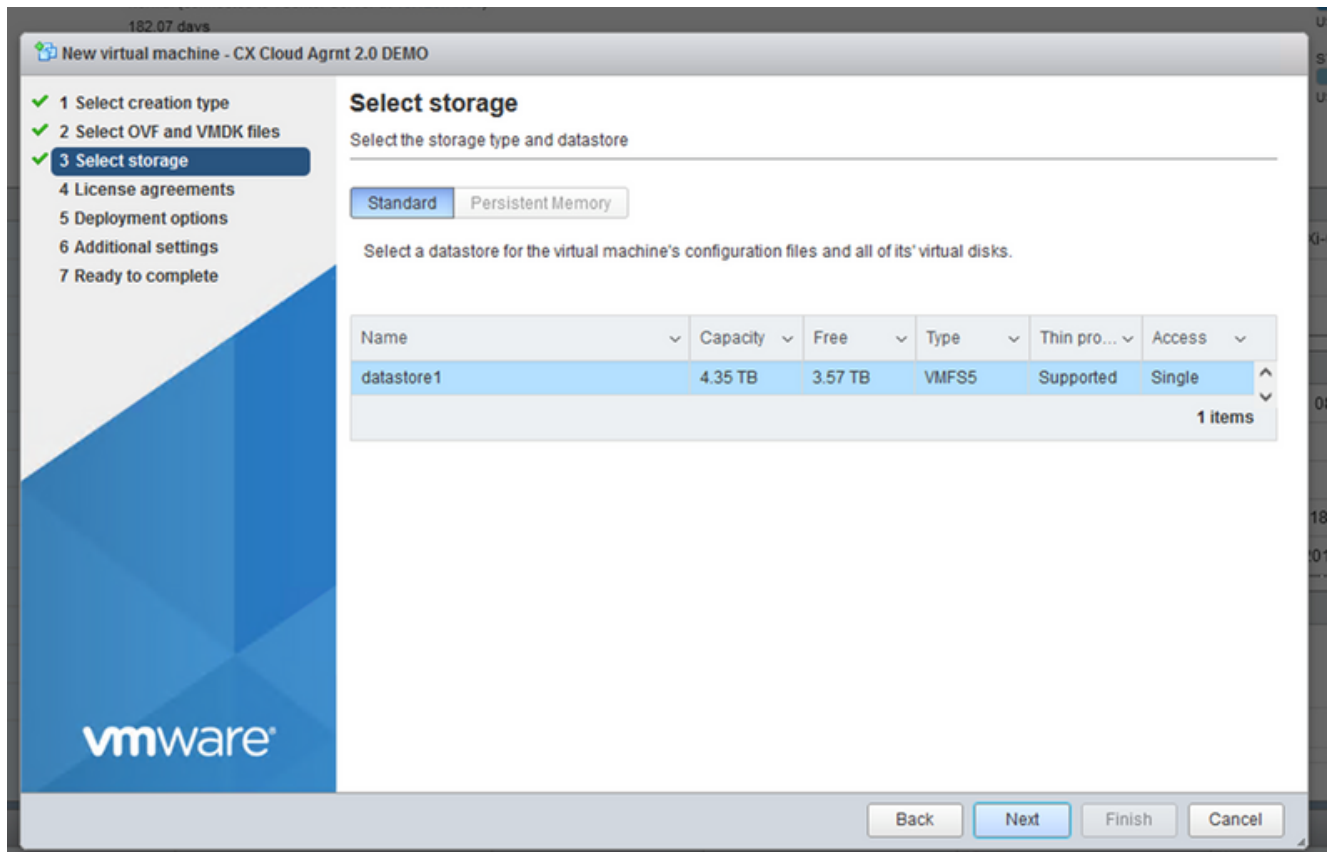 182.07 days
New virtual machine - CX Cloud Agrnt 2.0 DEMO
1 Select creation type
2 Select OVF and VMDK files
3 Select storage
4 License agreements
5 Deployment options
6 Additional settings
7 Ready to complete
vmware®
Select storage
Select the storage type and datastore
Standard Persistent Memory
Select a datastore for the virtual machine's configuration files and all of its' virtual disks.
Name Capacity Free Type Thin pro... Access
datastore1 4.35 TB 3.57 TB VMFS5 Supported Single
1 items
Back Next Finish Cancel